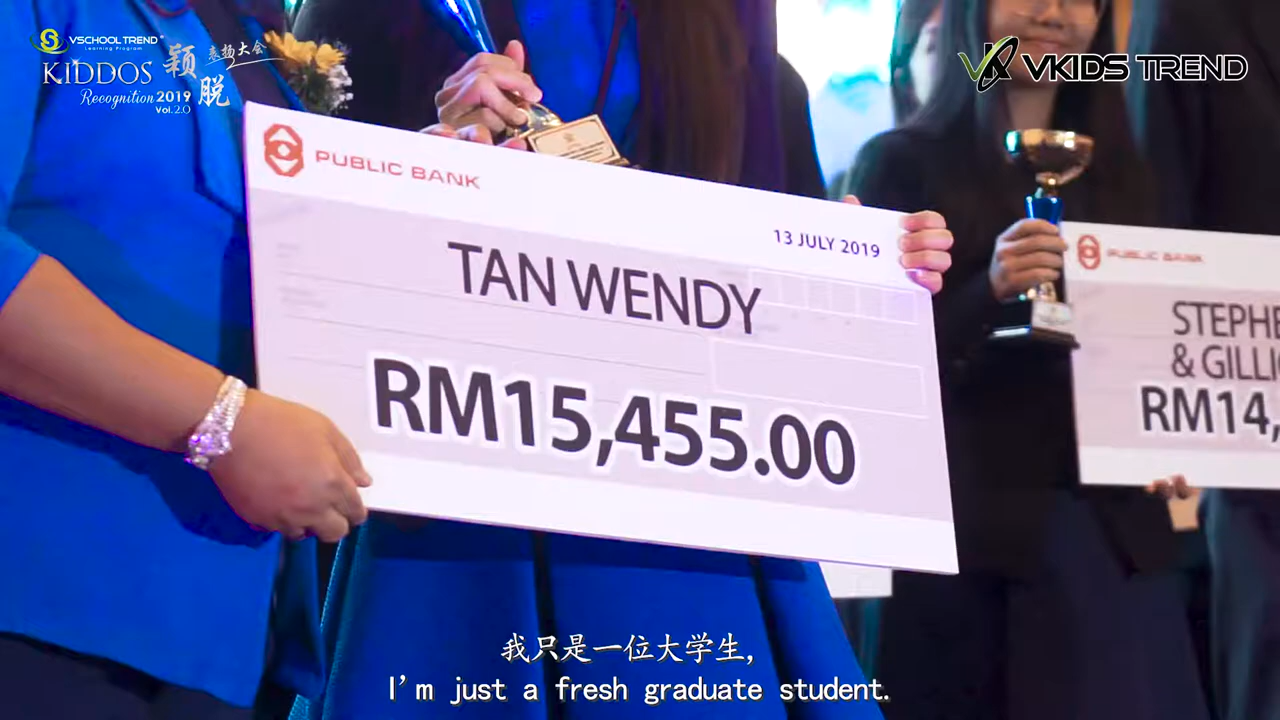 VSCHOOL TREND
Learning Program
KIDDOS 颖脱 表扬大会
Recognition 2019
Vol.2.0
VKIDS TREND
PUBLIC BANK
13 JULY 2019
TAN WENDY
RM15,455.00
PUBLIC BANK
STEPHE
& GILLI
RM14,
我只是一位大学生，
I'm just a fresh graduate student.